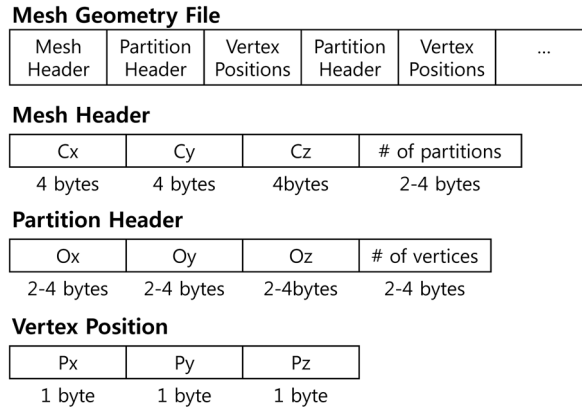 Mesh Geometry File
Mesh Header
Partition Header
Vertex Positions
Partition Header
Vertex Positions
...
Mesh Header
Cx Cy Cz # of partitions
4 bytes 4 bytes 4bytes 2-4 bytes
Partition Header
Ox Oy Oz # of vertices
2-4 bytes 2-4 bytes 2-4bytes 2-4 bytes
Vertex Position
Px Py Pz
1 byte 1 byte 1 byte